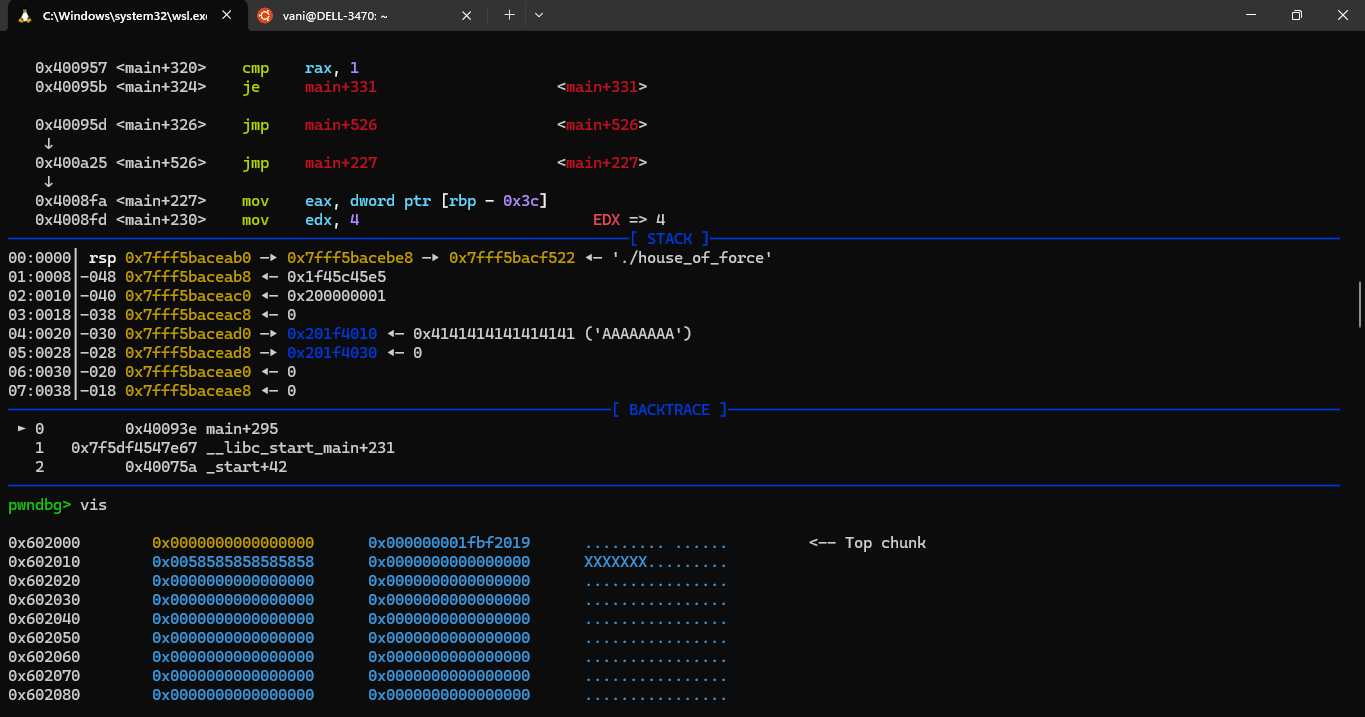 C:\Windows\system32\wsl.exe
vani@DELL-3470: ~
0x400957 <main+320> cmp rax, 1
0x40095b <main+324> je main+331 <main+331>
0x40095d <main+326> jmp main+526 <main+526>
↓
0x400a25 <main+526> jmp main+227 <main+227>
↓
0x4008fa <main+227> mov eax, dword ptr [rbp - 0x3c]
0x4008fd <main+230> mov edx, 4 EDX => 4
[ STACK ]
00:0000│ rsp 0x7fff5baceab0 —▸ 0x7fff5bacebe8 —▸ 0x7fff5bacf522 ◂— './house_of_force'
01:0008│-048 0x7fff5baceab8 ◂— 0x1f45c45e5
02:0010│-040 0x7fff5baceac0 ◂— 0x200000001
03:0018│-038 0x7fff5baceac8 ◂— 0
04:0020│-030 0x7fff5bacead0 —▸ 0x201f4010 ◂— 0x4141414141414141 ('AAAAAAAA')
05:0028│-028 0x7fff5bacead8 —▸ 0x201f4030 ◂— 0
06:0030│-020 0x7fff5baceae0 ◂— 0
07:0038│-018 0x7fff5baceae8 ◂— 0
[ BACKTRACE ]
► 0 0x40093e main+295
1 0x7f5df4547e67 __libc_start_main+231
2 0x40075a _start+42
pwndbg> vis
0x602000 0x0000000000000000 0x000000001fbf2019 ......... ...... <-- Top chunk
0x602010 0x0058585858585858 0x0000000000000000 XXXXXXX.........
0x602020 0x0000000000000000 0x0000000000000000 ................
0x602030 0x0000000000000000 0x0000000000000000 ................
0x602040 0x0000000000000000 0x0000000000000000 ................
0x602050 0x0000000000000000 0x0000000000000000 ................
0x602060 0x0000000000000000 0x0000000000000000 ................
0x602070 0x0000000000000000 0x0000000000000000 ................
0x602080 0x0000000000000000 0x0000000000000000 ................